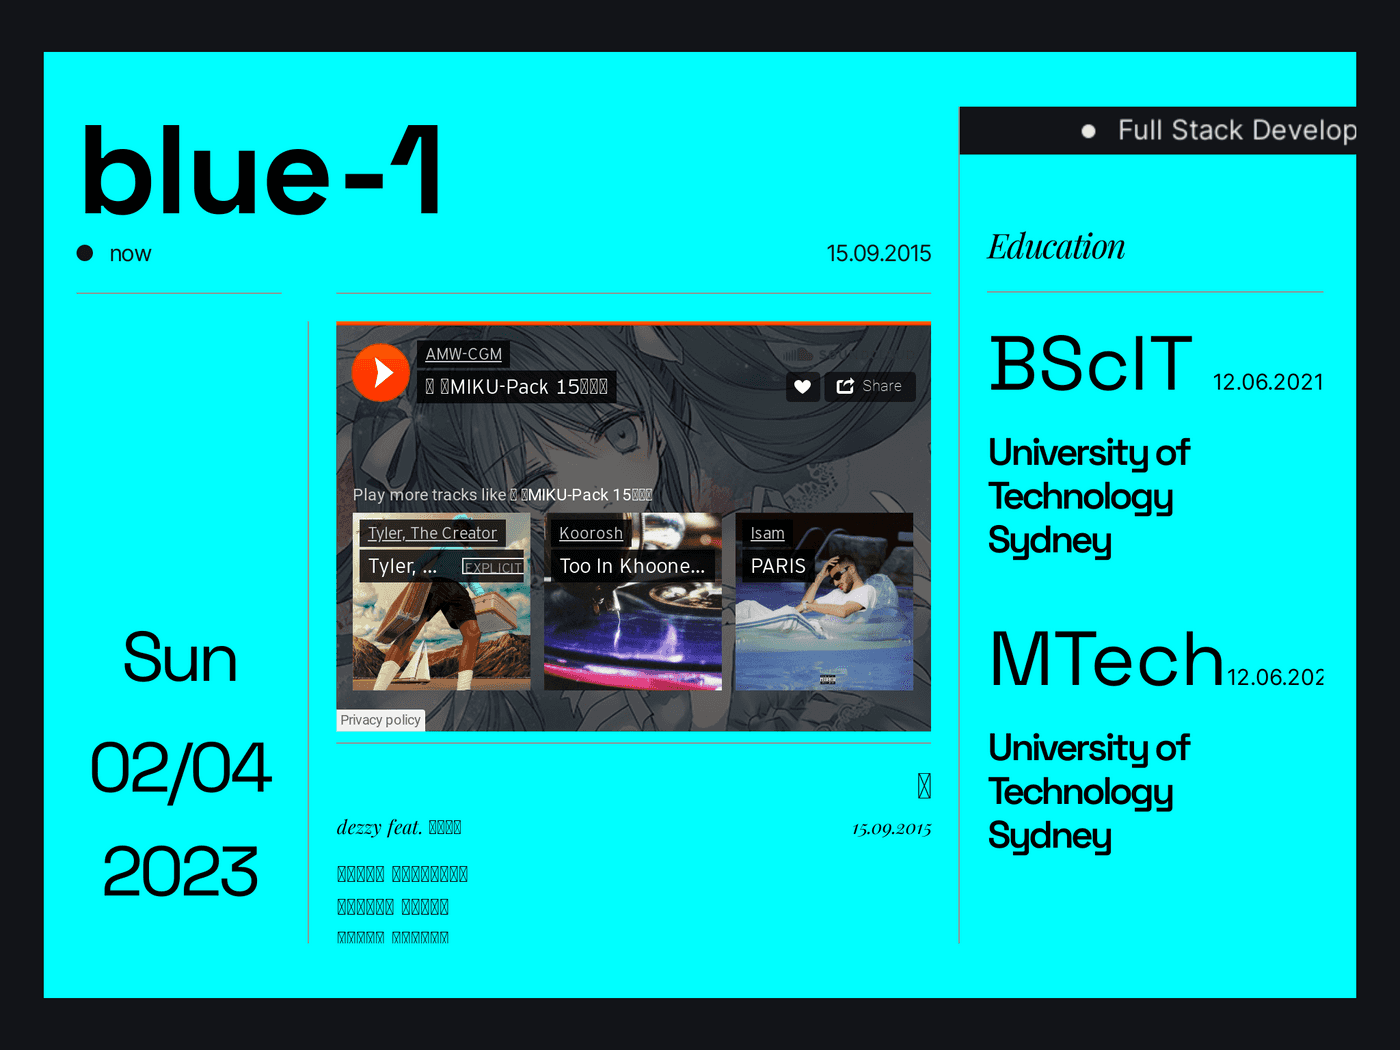 blue-1
now
15.09.2015
Full Stack Develop
Education
BScIT 12.06.2021
University of
Technology
Sydney
MTech 12.06.202
University of
Technology
Sydney
AMW-CGM
MIKU-Pack 15
Share
Play more tracks like MIKU-Pack 15
Tyler, The Creator
Tyler, ... EXPLICIT
Koorosh
Too In Khoone...
Isam
PARIS
Privacy policy
dezzy feat.
15.09.2015
Sun
02/04
2023